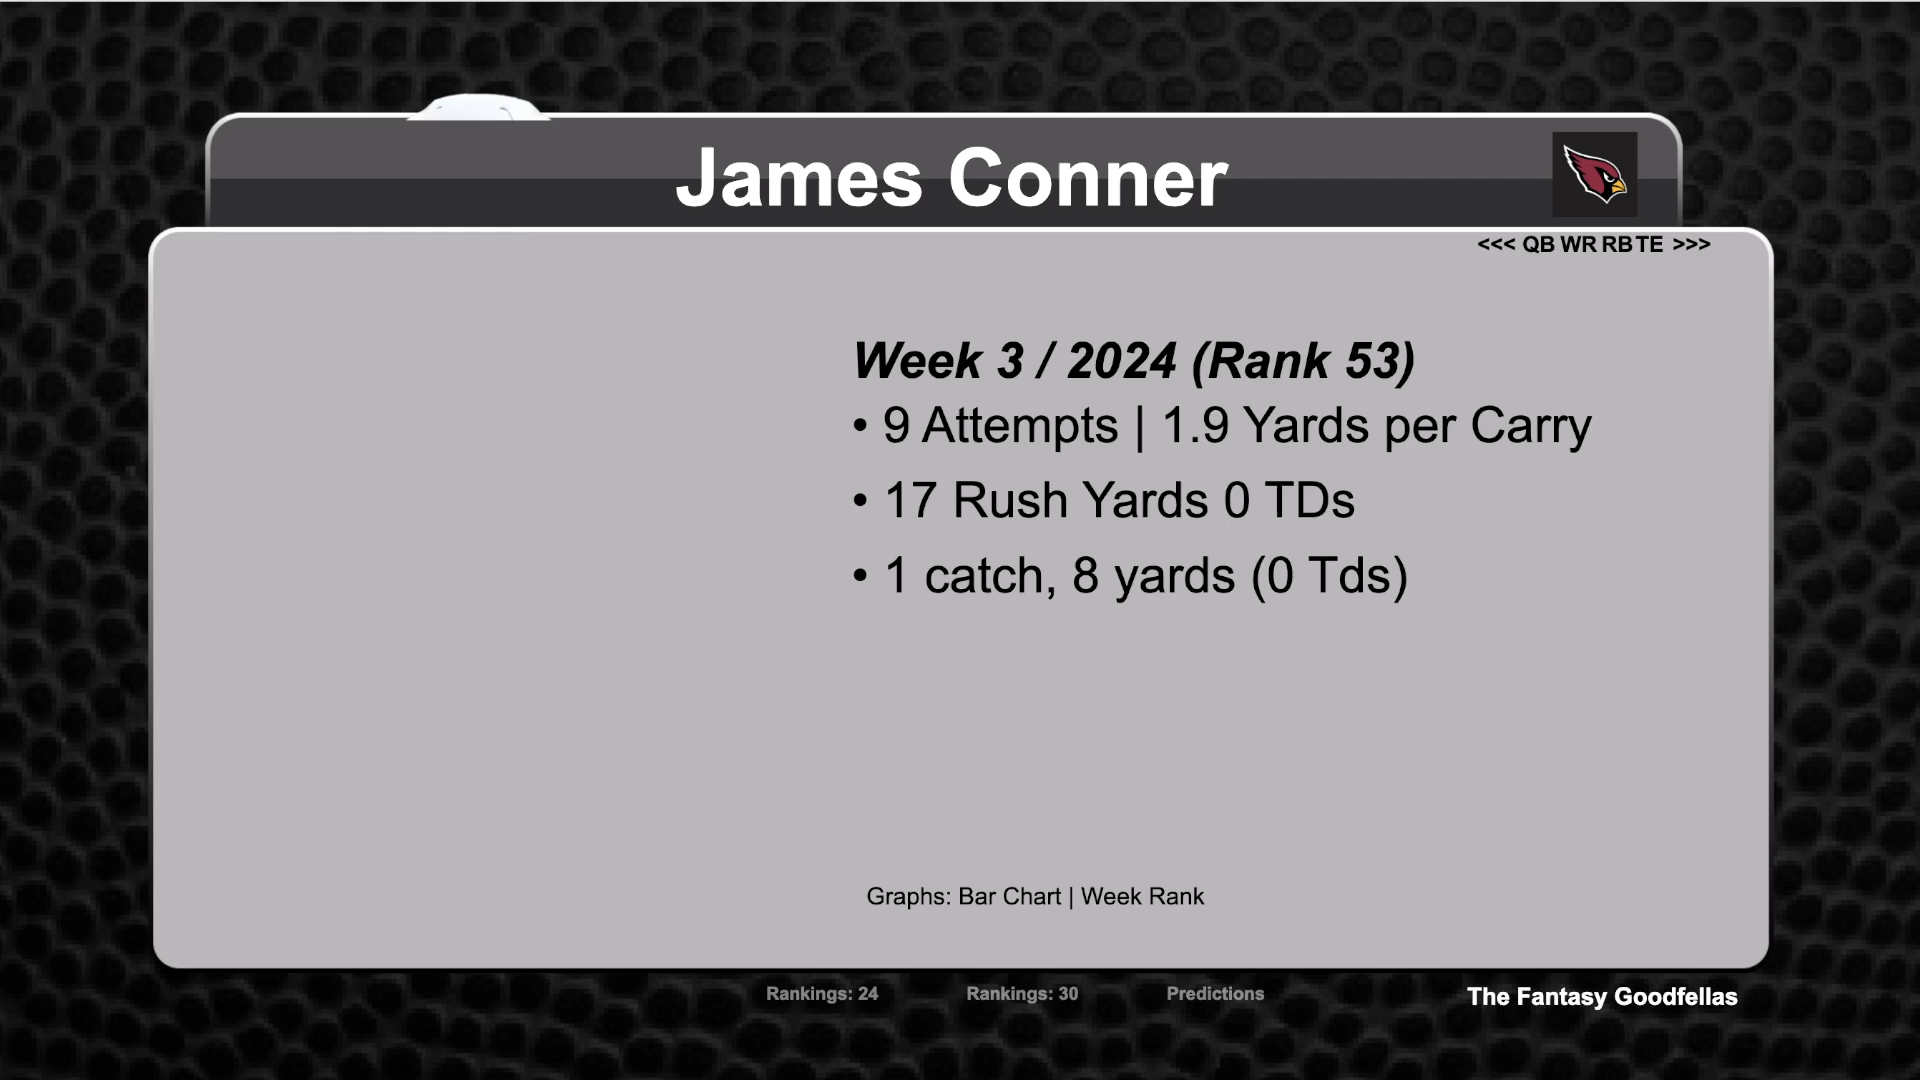 James Conner
<<< QB WR RB TE >>>
Week 3 / 2024 (Rank 53)
• 9 Attempts | 1.9 Yards per Carry
• 17 Rush Yards 0 TDs
• 1 catch, 8 yards (0 Tds)
Graphs: Bar Chart | Week Rank
Rankings: 24 Rankings: 30 Predictions The Fantasy Goodfellas